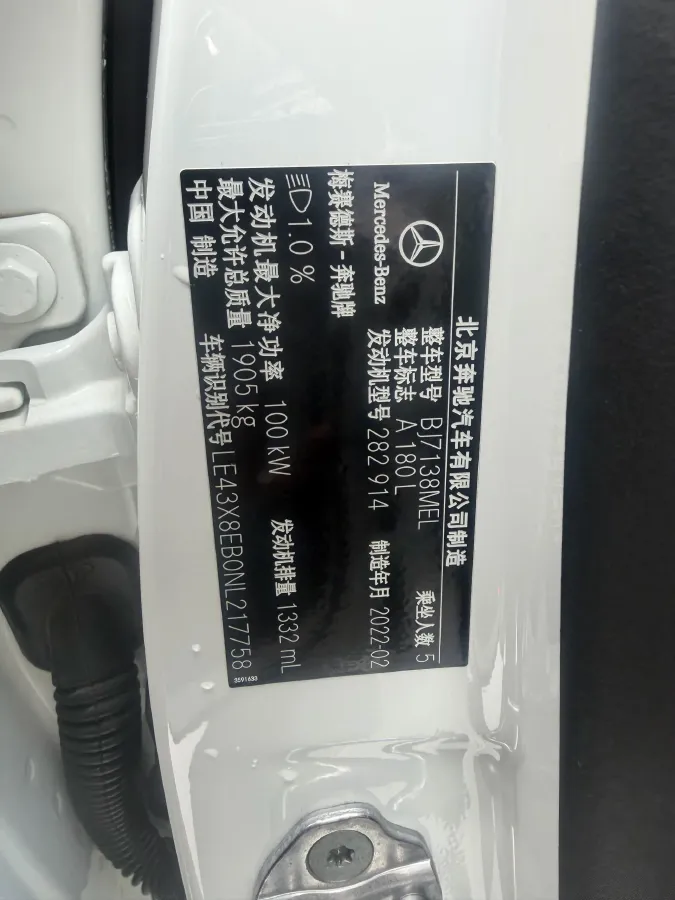 北京奔驰汽车有限公司制造
Mercedes-Benz
梅赛德斯-奔驰牌
整车型号 BJ7138MEL 乘坐人数 5
整车标志 A 180 L
发动机型号 282 914 制造年月 2022-02
1.0 %
发动机最大净功率 100 kW 发动机排量 1332 mL
最大允许总质量 1905 kg
中国 制造 车辆识别代号 LE43X8EB0NL217758
3591633